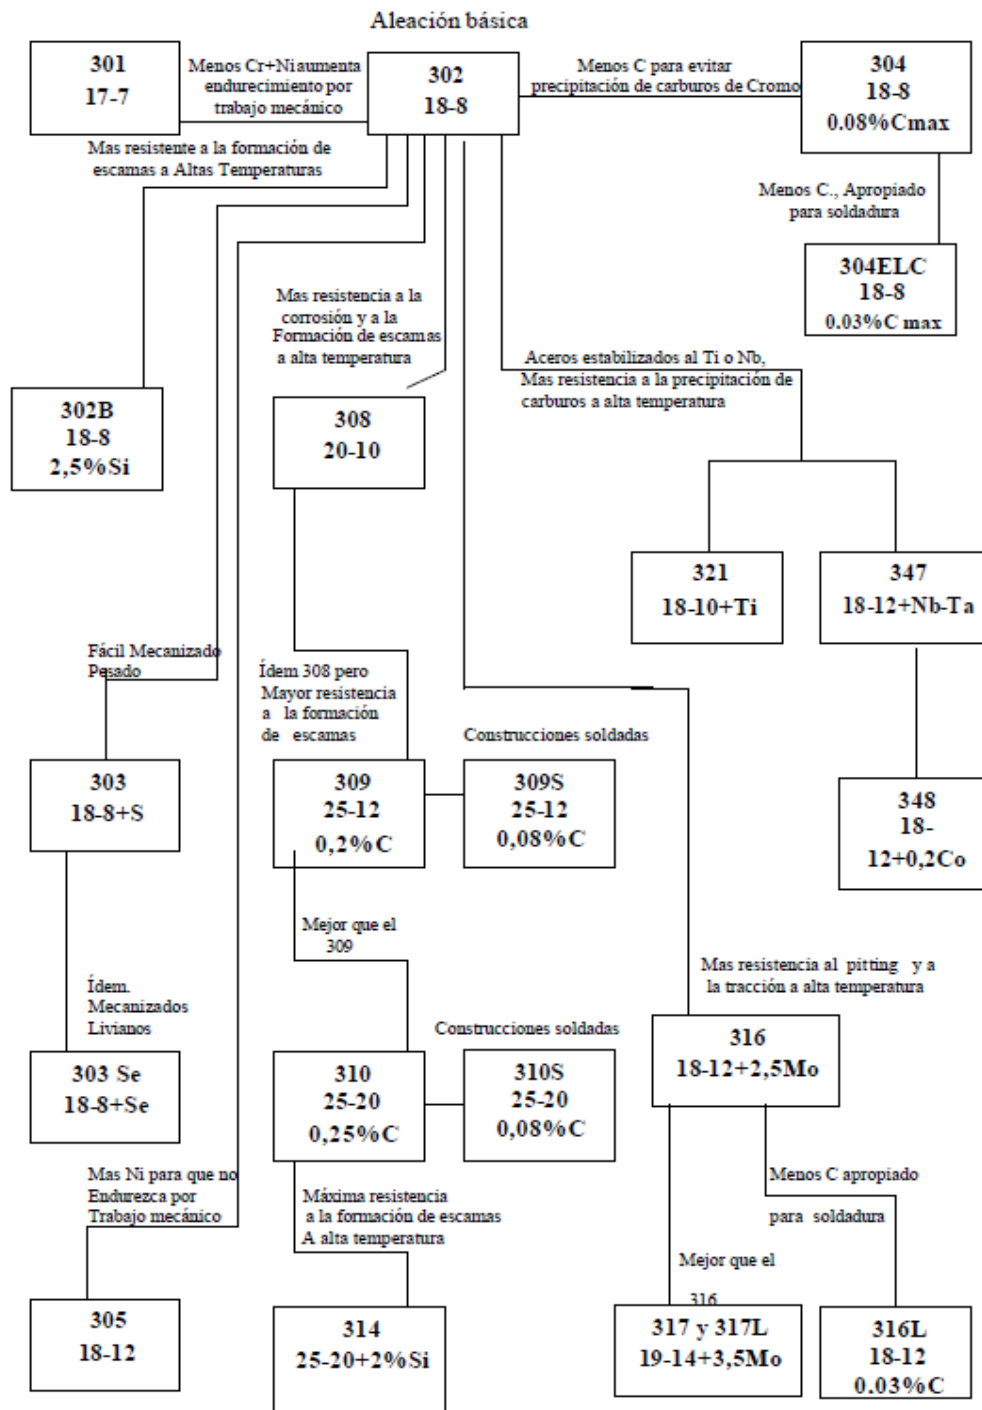 Aleación básica
301
17-7
Menos Cr+Niaumenta
endurecimiento por
trabajo mecánico
302
18-8
Menos C para evitar
precipitación de carburos de Cromo
304
18-8
0.08%Cmax
Mas resistente a la formación de
escamas a Altas Temperaturas
Menos C., Apropiado
para soldadura
304ELC
18-8
0.03%C max
Mas resistencia a la
corrosión y a la
Formación de escamas
a alta temperatura
Aceros estabilizados al Ti o Nb,
Mas resistencia a la precipitación de
carburos a alta temperatura
302B
18-8
2,5%Si
308
20-10
321
18-10+Ti
347
18-12+Nb-Ta
Fácil Mecanizado
Pesado
Ídem 308 pero
Mayor resistencia
a la formación
de escamas
Construcciones soldadas
303
18-8+S
309
25-12
0,2%C
309S
25-12
0,08%C
348
18-
12+0,2Co
Mejor que el
309
Ídem.
Mecanizados
Livianos
Mas resistencia al pitting y a
la tracción a alta temperatura
Construcciones soldadas
303 Se
18-8+Se
310
25-20
0,25%C
310S
25-20
0,08%C
316
18-12+2,5Mo
Mas Ni para que no
Endurezca por
Trabajo mecánico
Máxima resistencia
a la formación de escamas
A alta temperatura
Menos C apropiado
para soldadura
Mejor que el
316
305
18-12
314
25-20+2%Si
317 y 317L
19-14+3,5Mo
316L
18-12
0.03%C